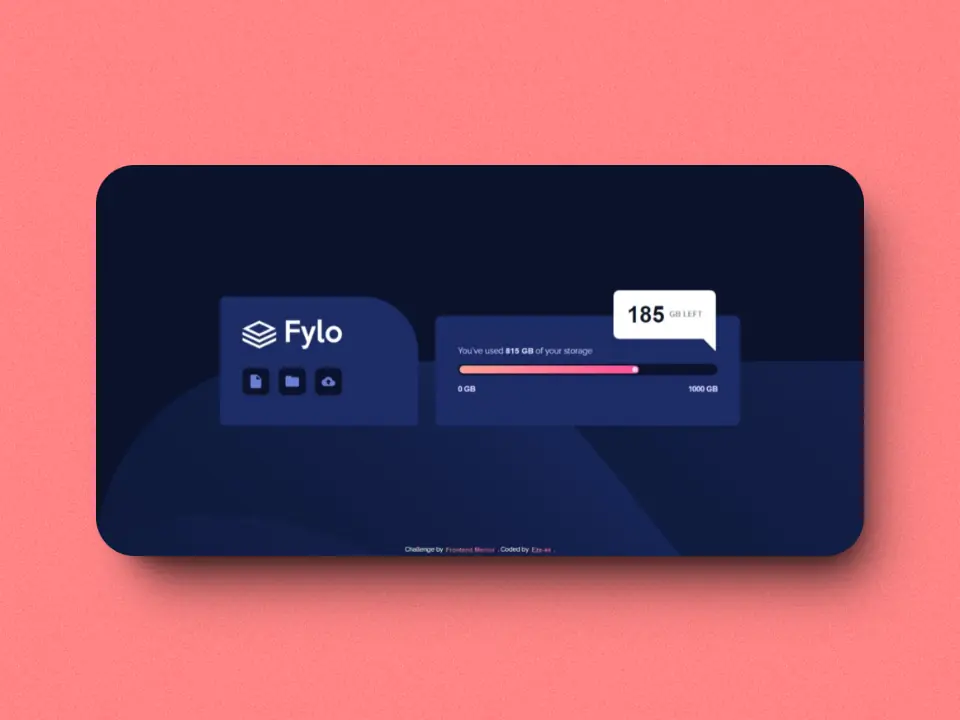 Fylo
185 GB LEFT
You've used 815 GB of your storage
0 GB 1000 GB
Challenge by Frontend Mentor . Coded by